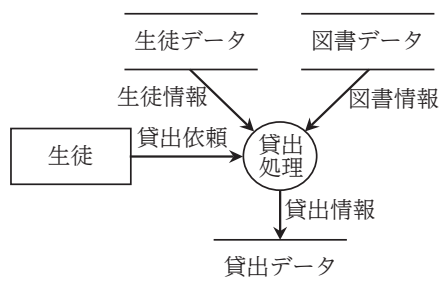 生徒データ
図書データ
生徒情報
図書情報
生徒
貸出依頼
貸出
処理
貸出情報
貸出データ